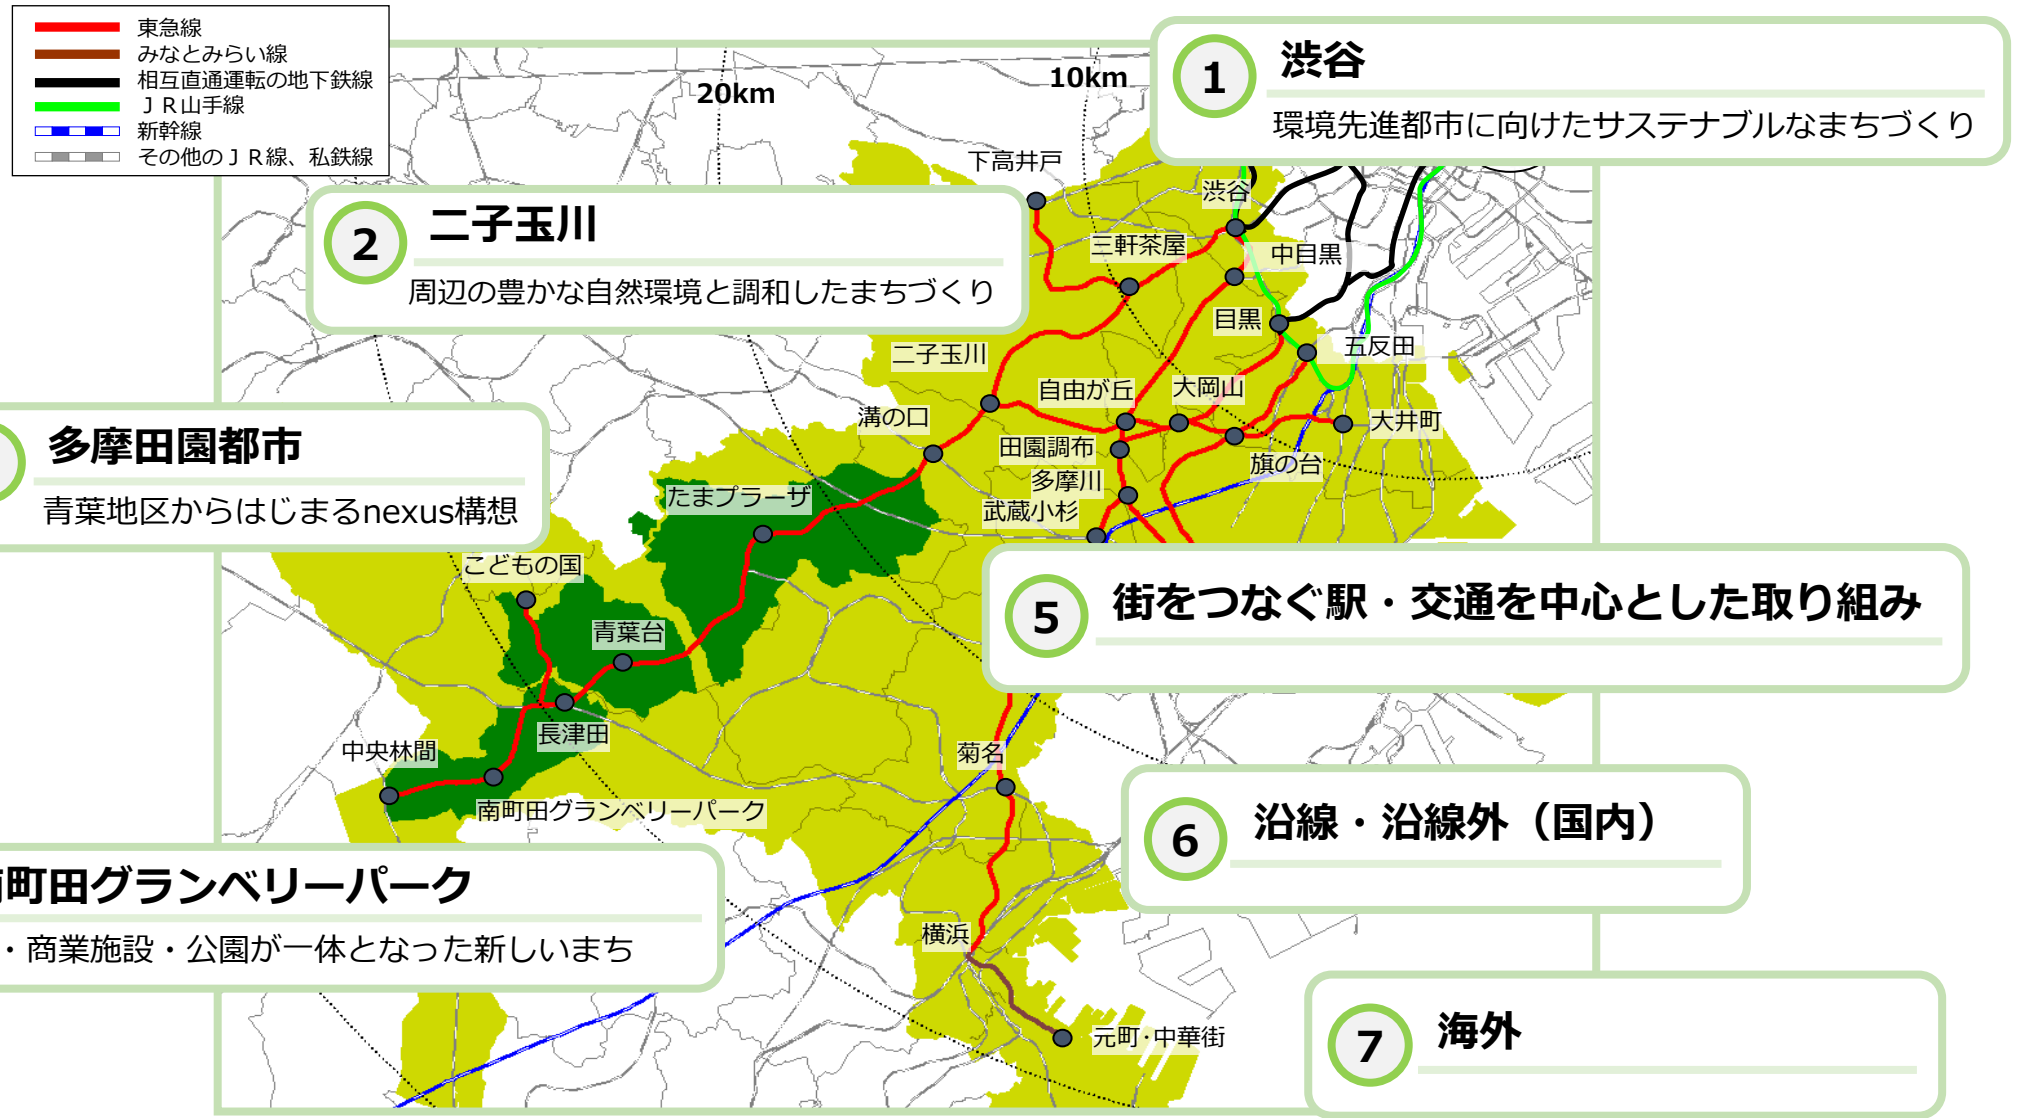 東急線
みなとみらい線
相互直通運転の地下鉄線
ＪＲ山手線
新幹線
その他のＪＲ線、私鉄線
20km
10km
1
渋谷
環境先進都市に向けたサステナブルなまちづくり
下高井戸
渋谷
2
二子玉川
周辺の豊かな自然環境と調和したまちづくり
三軒茶屋
中目黒
目黒
五反田
二子玉川
自由が丘
大岡山
溝の口
大井町
田園調布
旗の台
多摩川
武蔵小杉
多摩田園都市
青葉地区からはじまるnexus構想
たまプラーザ
こどもの国
青葉台
5
街をつなぐ駅・交通を中心とした取り組み
長津田
中央林間
菊名
南町田グランベリーパーク
6
沿線・沿線外（国内）
町田グランベリーパーク
・商業施設・公園が一体となった新しいまち
横浜
元町･中華街
7
海外